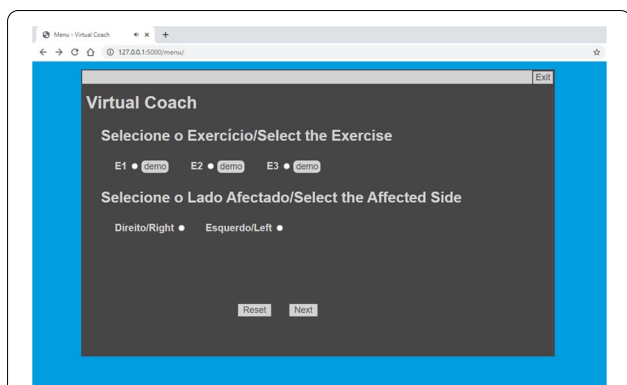 Menu - Virtual Coach
127.0.0.1:5000/menu/
Exit
Virtual Coach
Selecione o Exercício/Select the Exercise
E1 demo E2 demo E3 demo
Selecione o Lado Afectado/Select the Affected Side
Direito/Right Esquerdo/Left
Reset Next